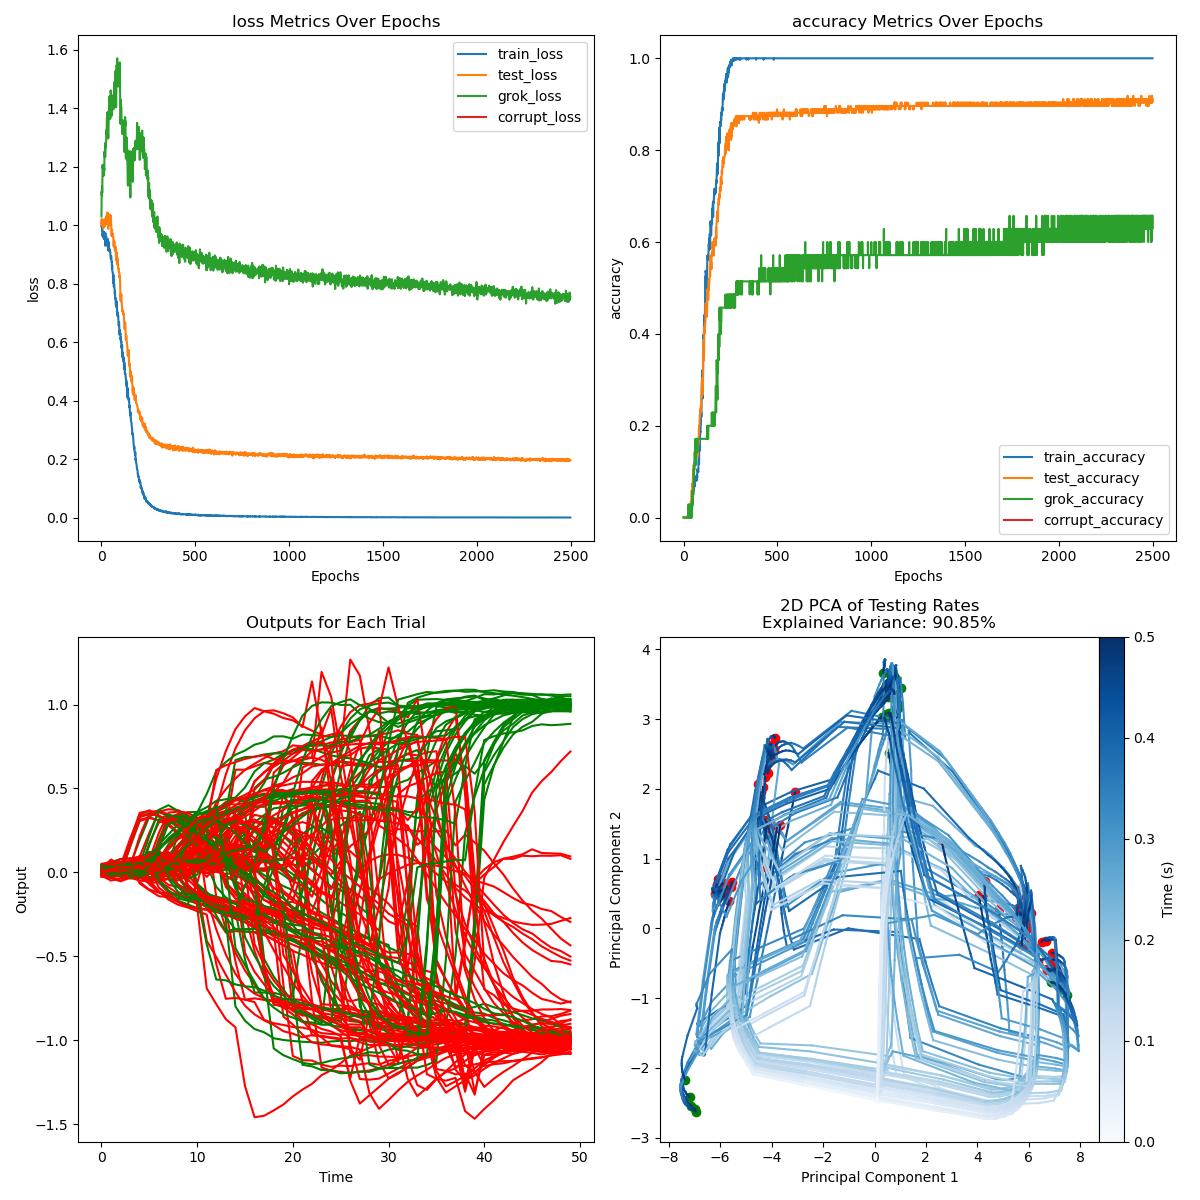 loss Metrics Over Epochs
1.6
1.4
1.2
1.0
0.8
0.6
0.4
0.2
0.0
loss
train_loss
test_loss
grok_loss
corrupt_loss
0
500
1000
1500
2000
2500
Epochs
accuracy Metrics Over Epochs
1.0
0.8
0.6
0.4
0.2
0.0
accuracy
train_accuracy
test_accuracy
grok_accuracy
corrupt_accuracy
0
500
1000
1500
2000
2500
Epochs
Outputs for Each Trial
1.0
0.5
0.0
−0.5
−1.0
−1.5
Output
0
10
20
30
40
50
Time
2D PCA of Testing Rates
Explained Variance: 90.85%
4
3
2
1
0
−1
−2
−3
Principal Component 2
−8
−6
−4
−2
0
2
4
6
8
Principal Component 1
0.5
0.4
0.3
0.2
0.1
0.0
Time (s)